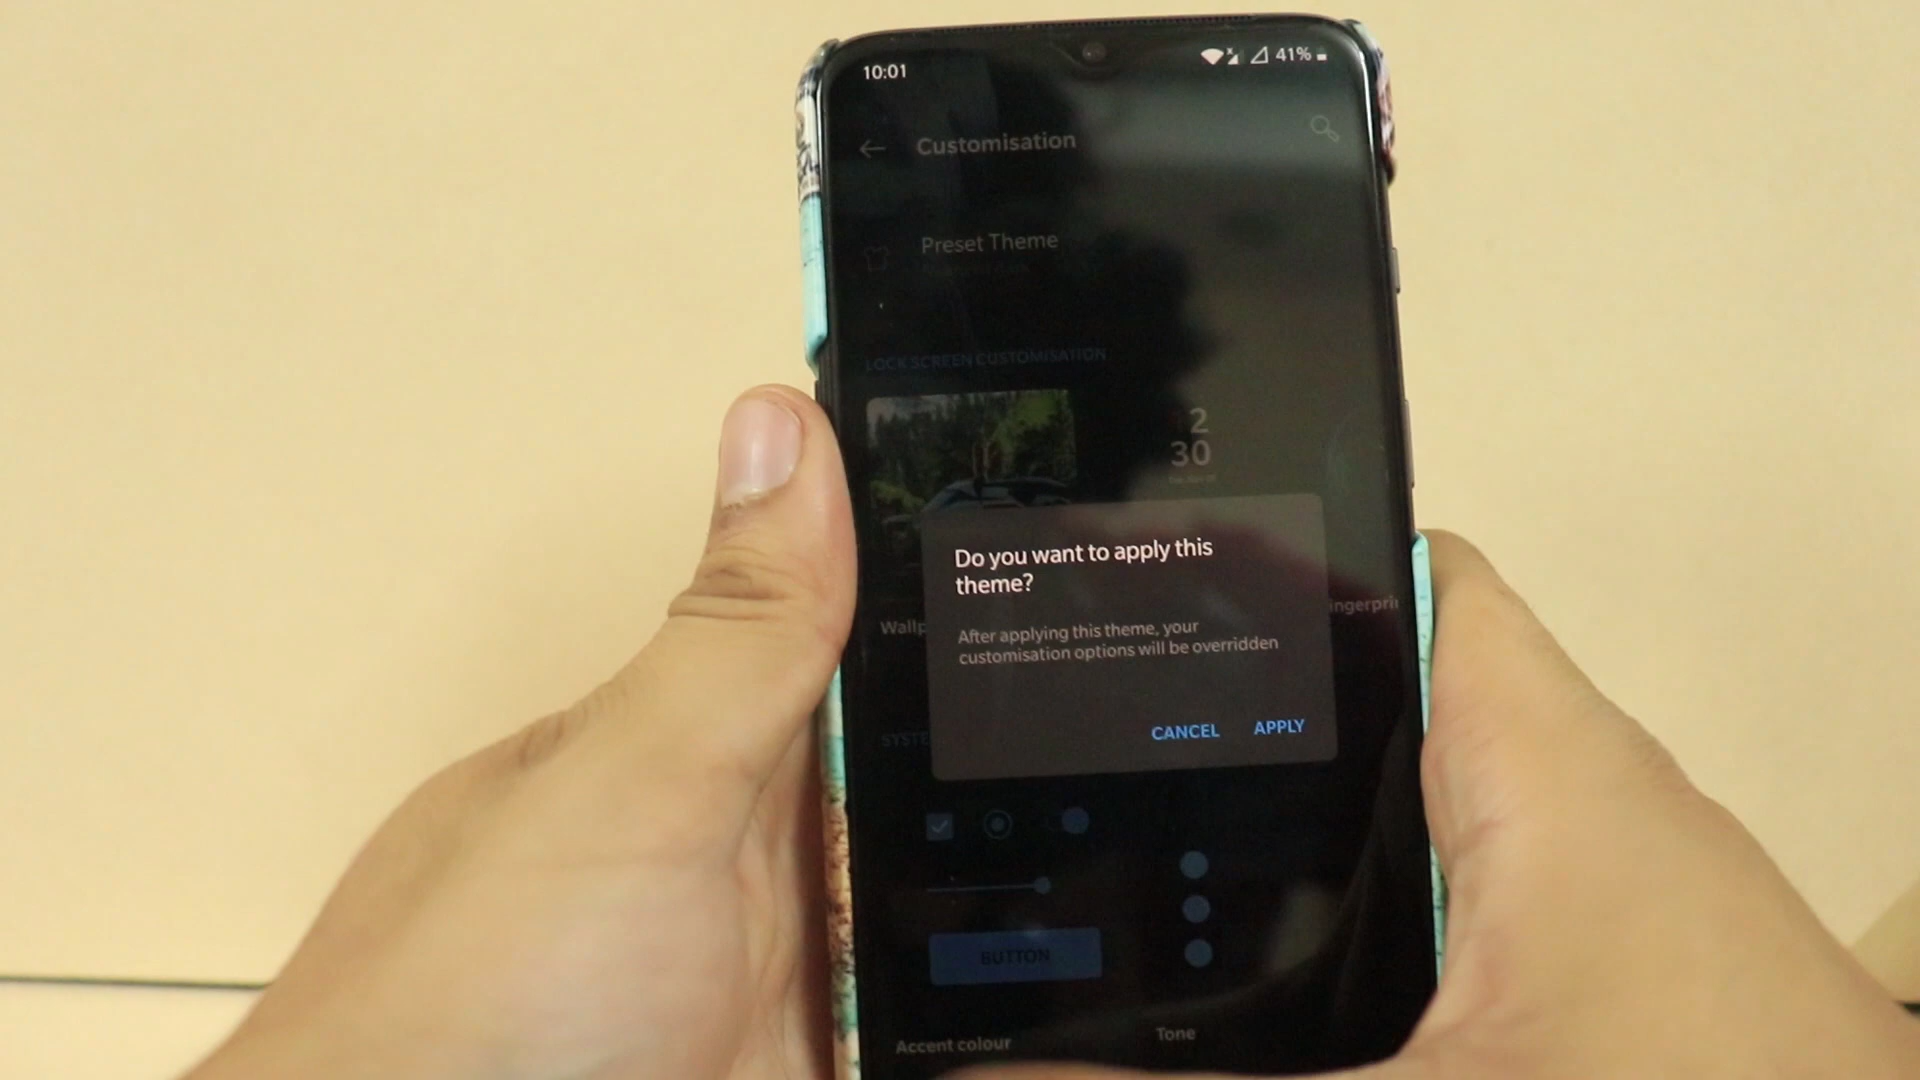 10:01
41%
Customisation
Preset Theme
LOCK SCREEN CUSTOMISATION
2
30
Do you want to apply this
theme?
After applying this theme, your
customisation options will be overridden
CANCEL APPLY
BUTTON
Accent colour
Tone